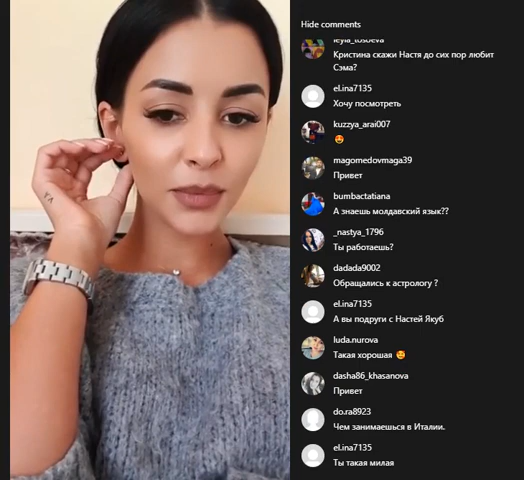 Hide comments
leyla_tosoeva
Кристина скажи Настя до сих пор любит
Сэма?
el.ina7135
Хочу посмотреть
kuzzya_arai007
😍
magomedovmaga39
Привет
bumbactatiana
А знаешь молдавский язык??
_nastya_1796
Ты работаешь?
dadada9002
Обращались к астрологу ?
el.ina7135
А вы подруги с Настей Якуб
luda.nurova
Такая хорошая 😍
dasha86_khasanova
Привет
do.ra8923
Чем занимаешься в Италии.
el.ina7135
Ты такая милая